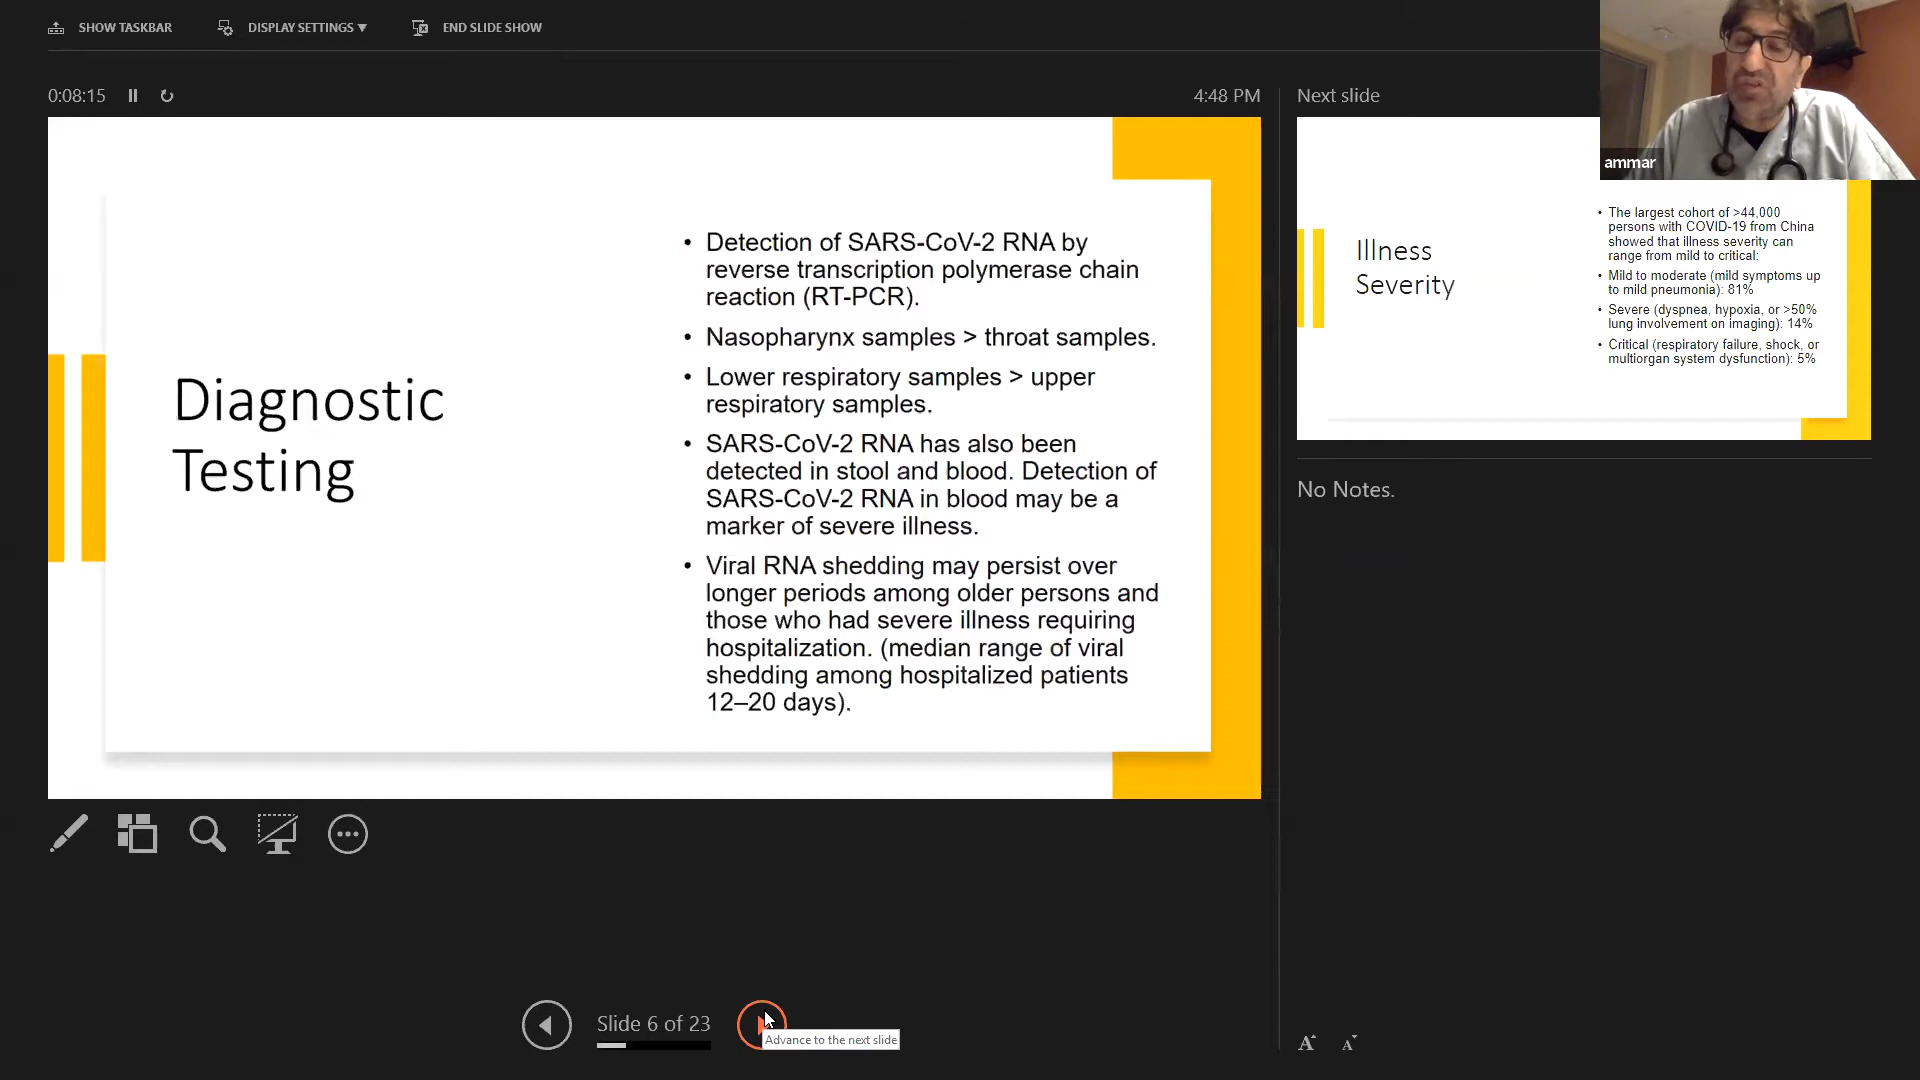 SHOW TASKBAR
DISPLAY SETTINGS ▾
END SLIDE SHOW
0:08:15
4:48 PM
Diagnostic
Testing
• Detection of SARS-CoV-2 RNA by
reverse transcription polymerase chain
reaction (RT-PCR).
• Nasopharynx samples > throat samples.
• Lower respiratory samples > upper
respiratory samples.
• SARS-CoV-2 RNA has also been
detected in stool and blood. Detection of
SARS-CoV-2 RNA in blood may be a
marker of severe illness.
• Viral RNA shedding may persist over
longer periods among older persons and
those who had severe illness requiring
hospitalization. (median range of viral
shedding among hospitalized patients
12–20 days).
Slide 6 of 23
Advance to the next slide
Next slide
ammar
Illness
Severity
• The largest cohort of >44,000
persons with COVID-19 from China
showed that illness severity can
range from mild to critical:
• Mild to moderate (mild symptoms up
to mild pneumonia): 81%
• Severe (dyspnea, hypoxia, or >50%
lung involvement on imaging): 14%
• Critical (respiratory failure, shock, or
multiorgan system dysfunction): 5%
No Notes.
A A